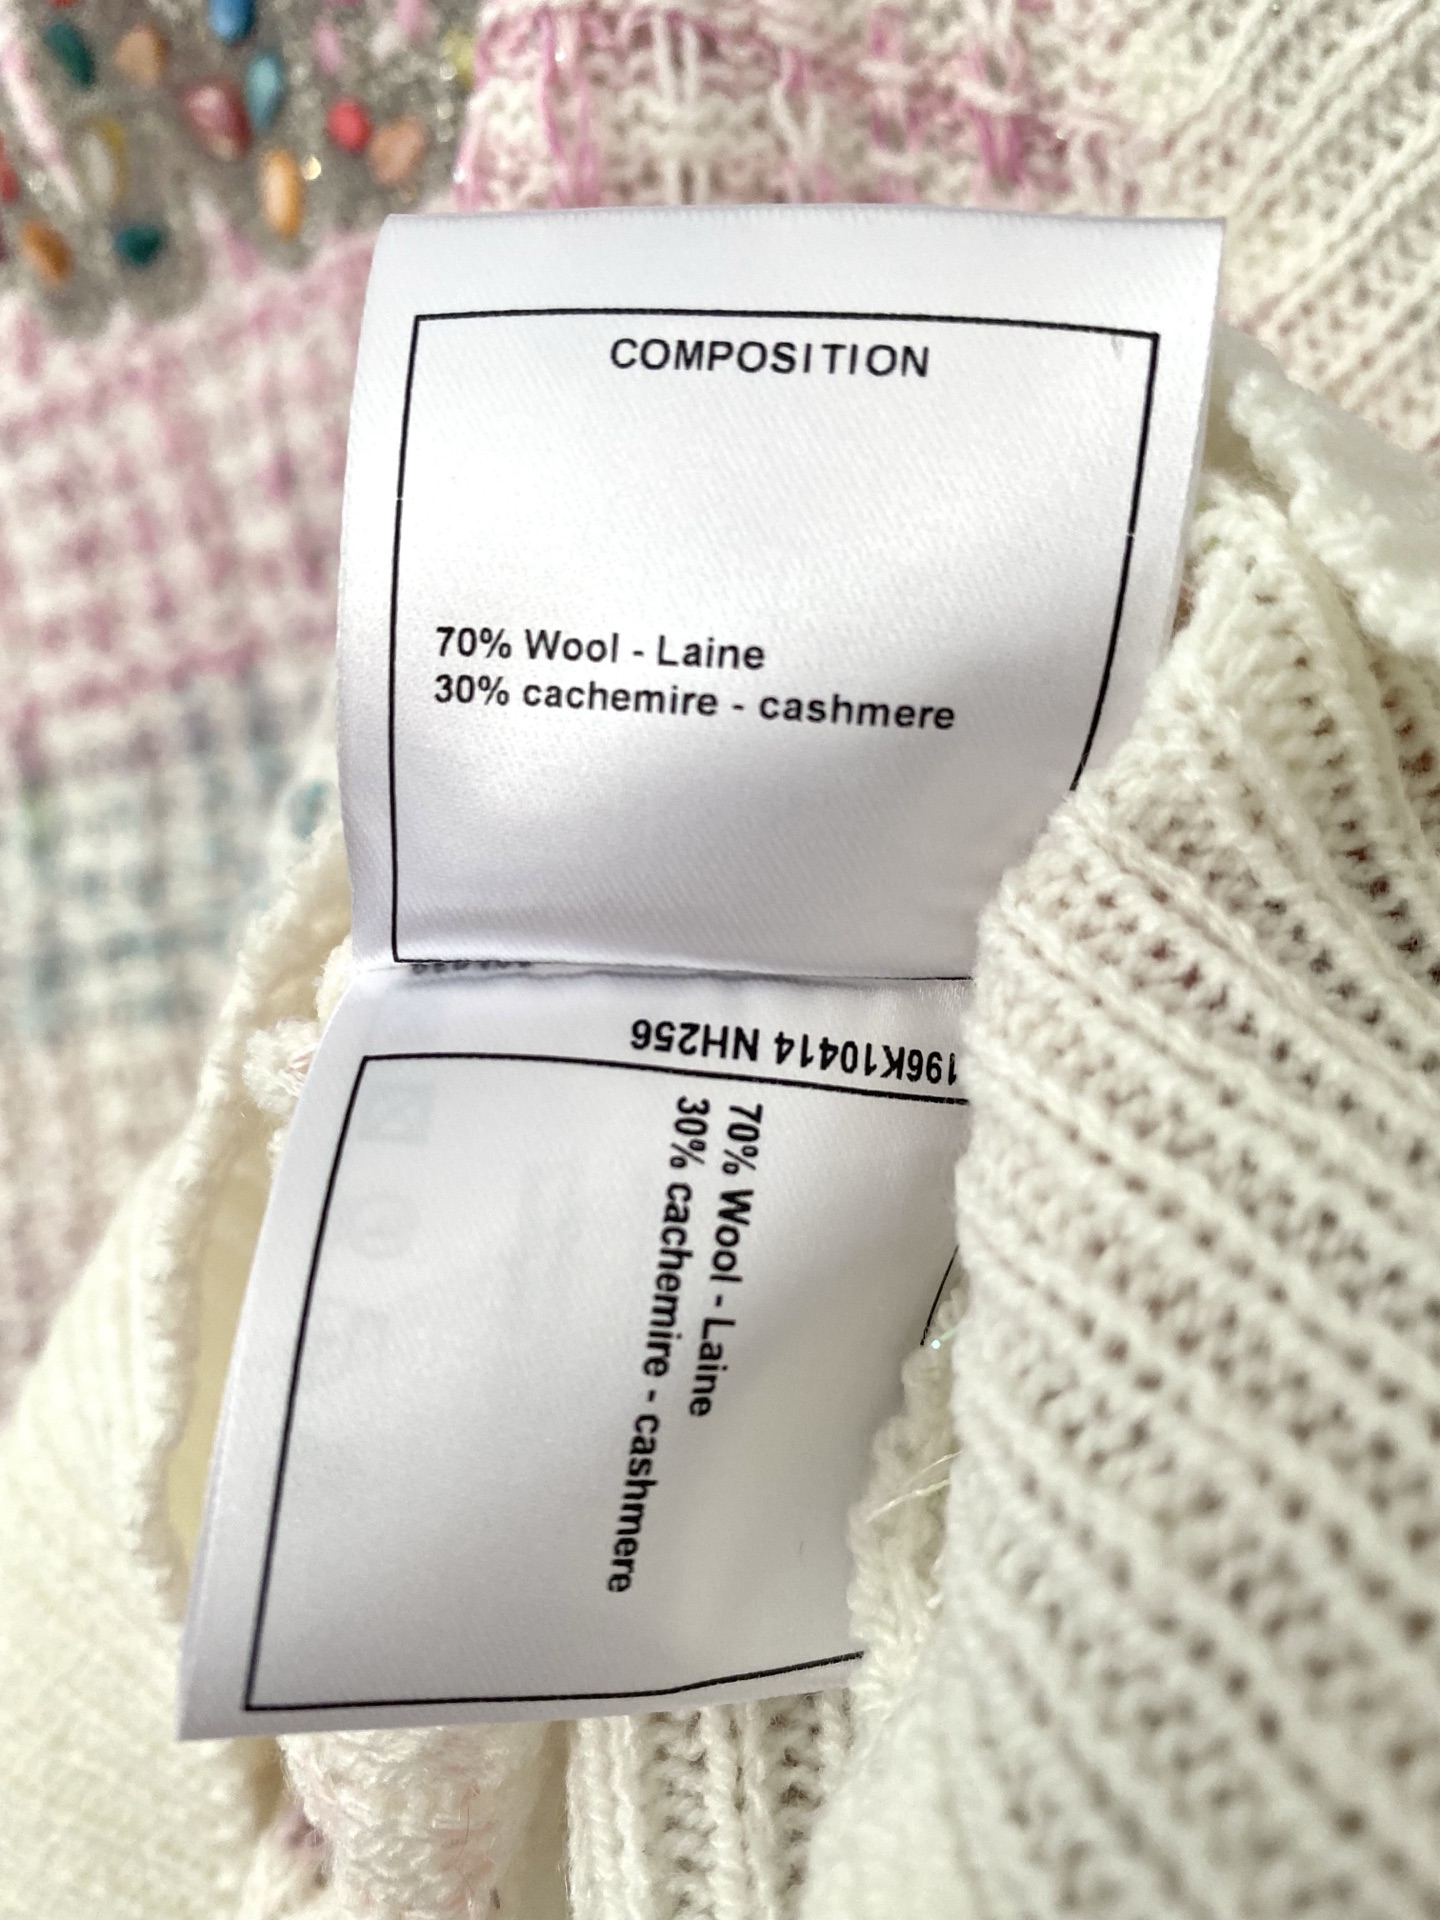 COMPOSITION
70% Wool - Laine
30% cachemire - cashmere
196K10414 NH256
70% Wool - Laine
30% cachemire - cashmere